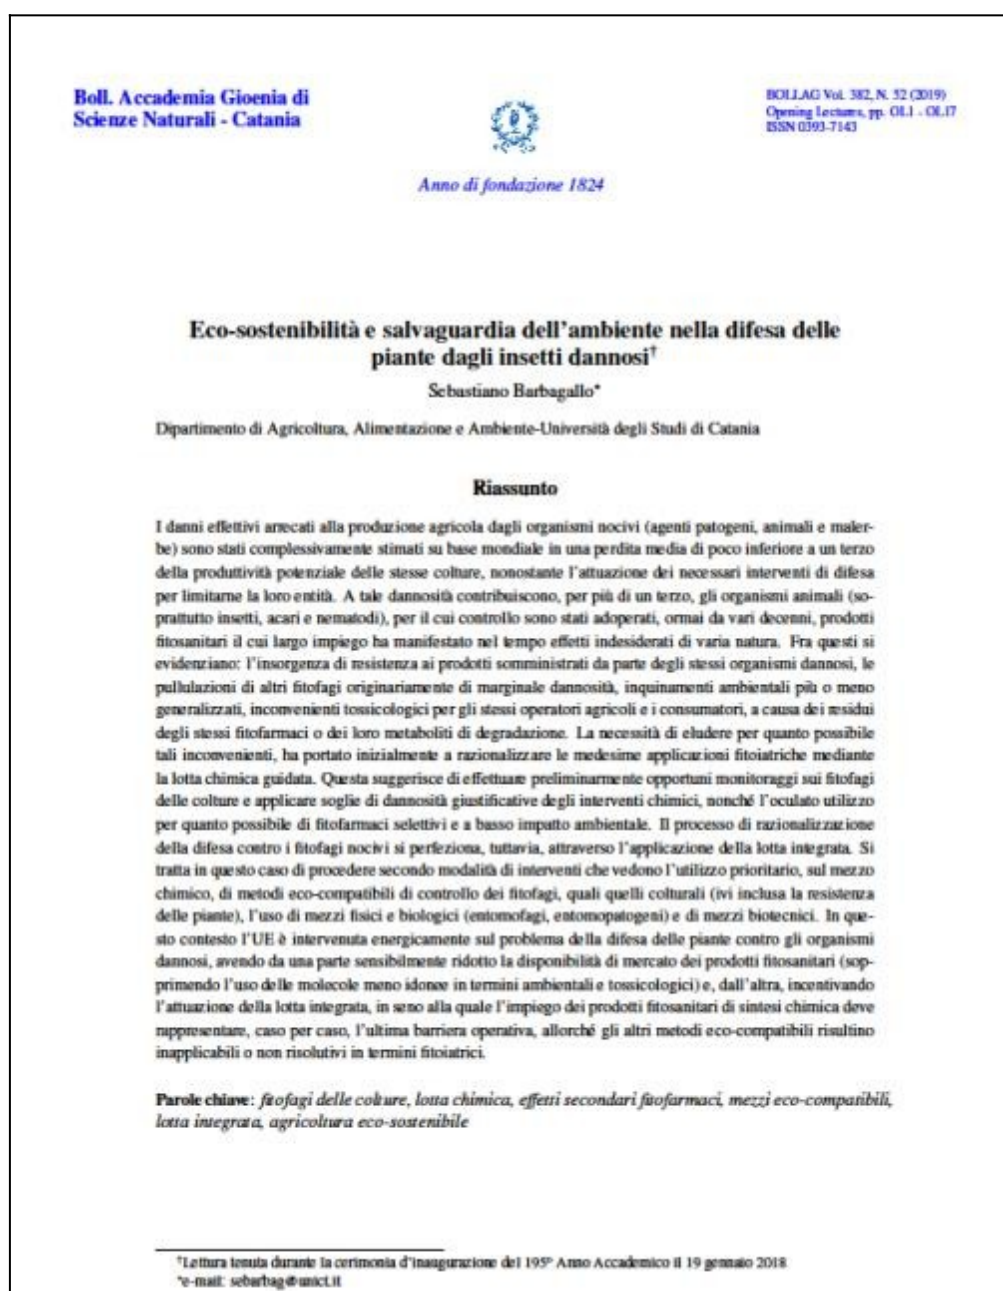 Boll. Accademia Gioenia di
Scienze Naturali - Catania
BOLLAG Vol. 382, N. 52 (2019)
Opening Lectures, pp. OL1 - OL17
ISSN 0393-7143
Anno di fondazione 1824
Eco-sostenibilità e salvaguardia dell'ambiente nella difesa delle
piante dagli insetti dannosi†
Sebastiano Barbagallo*
Dipartimento di Agricoltura, Alimentazione e Ambiente-Università degli Studi di Catania
Riassunto
I danni effettivi arrecati alla produzione agricola dagli organismi nocivi (agenti patogeni, animali e maler-
be) sono stati complessivamente stimati su base mondiale in una perdita media di poco inferiore a un terzo
della produttività potenziale delle stesse colture, nonostante l'attuazione dei necessari interventi di difesa
per limitarne la loro entità. A tale dannosità contribuiscono, per più di un terzo, gli organismi animali (so-
prattutto insetti, acari e nematodi), per il cui controllo sono stati adoperati, ormai da vari decenni, prodotti
fitosanitari il cui largo impiego ha manifestato nel tempo effetti indesiderati di varia natura. Fra questi si
evidenziano: l'insorgenza di resistenza ai prodotti somministrati da parte degli stessi organismi dannosi, le
pullulazioni di altri fitofagi originariamente di marginale dannosità, inquinamenti ambientali più o meno
generalizzati, inconvenienti tossicologici per gli stessi operatori agricoli e i consumatori, a causa dei residui
degli stessi fitofarmaci o dei loro metaboliti di degradazione. La necessità di eludere per quanto possibile
tali inconvenienti, ha portato inizialmente a razionalizzare le medesime applicazioni fitoiatriche mediante
la lotta chimica guidata. Questa suggerisce di effettuare preliminarmente opportuni monitoraggi sui fitofagi
delle colture e applicare soglie di dannosità giustificative degli interventi chimici, nonché l'oculato utilizzo
per quanto possibile di fitofarmaci selettivi e a basso impatto ambientale. Il processo di razionalizzazione
della difesa contro i fitofagi nocivi si perfeziona, tuttavia, attraverso l'applicazione della lotta integrata. Si
tratta in questo caso di procedere secondo modalità di interventi che vedono l'utilizzo prioritario, sul mezzo
chimico, di metodi eco-compatibili di controllo dei fitofagi, quali quelli colturali (ivi inclusa la resistenza
delle piante), l'uso di mezzi fisici e biologici (entomofagi, entomopatogeni) e di mezzi biotecnici. In que-
sto contesto l'UE è intervenuta energicamente sul problema della difesa delle piante contro gli organismi
dannosi, avendo da una parte sensibilmente ridotto la disponibilità di mercato dei prodotti fitosanitari (sop-
primendo l'uso delle molecole meno idonee in termini ambientali e tossicologici) e, dall'altra, incentivando
l'attuazione della lotta integrata, in seno alla quale l'impiego dei prodotti fitosanitari di sintesi chimica deve
rappresentare, caso per caso, l'ultima barriera operativa, allorché gli altri metodi eco-compatibili risultino
inapplicabili o non risolutivi in termini fitoiatrici.
Parole chiave: fitofagi delle colture, lotta chimica, effetti secondari fitofarmaci, mezzi eco-compatibili,
lotta integrata, agricoltura eco-sostenibile
†Lettura tenuta durante la cerimonia d'inaugurazione del 195° Anno Accademico il 19 gennaio 2018
*e-mail: sebarbag@unict.it